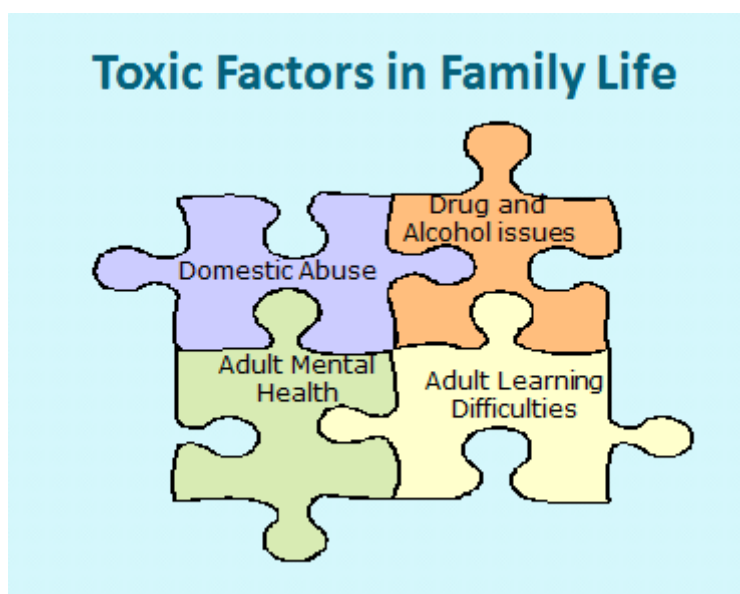 Toxic Factors in Family Life
Drug and
Alcohol issues
Domestic Abuse
Adult Mental
Health
Adult Learning
Difficulties